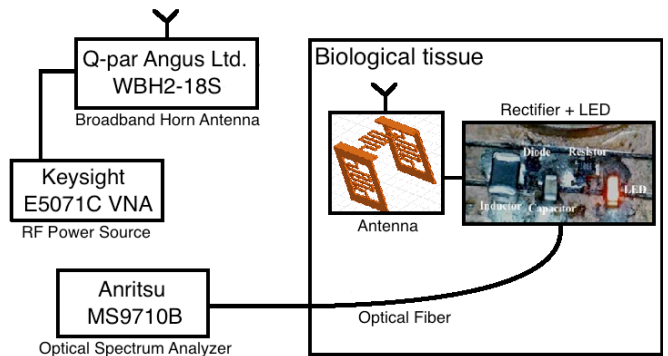 Q-par Angus Ltd.
WBH2-18S
Broadband Horn Antenna
Keysight
E5071C VNA
RF Power Source
Anritsu
MS9710B
Optical Spectrum Analyzer
Biological tissue
Antenna
Rectifier + LED
Diode
Resistor
LED
Inductor
Capacitor
Optical Fiber